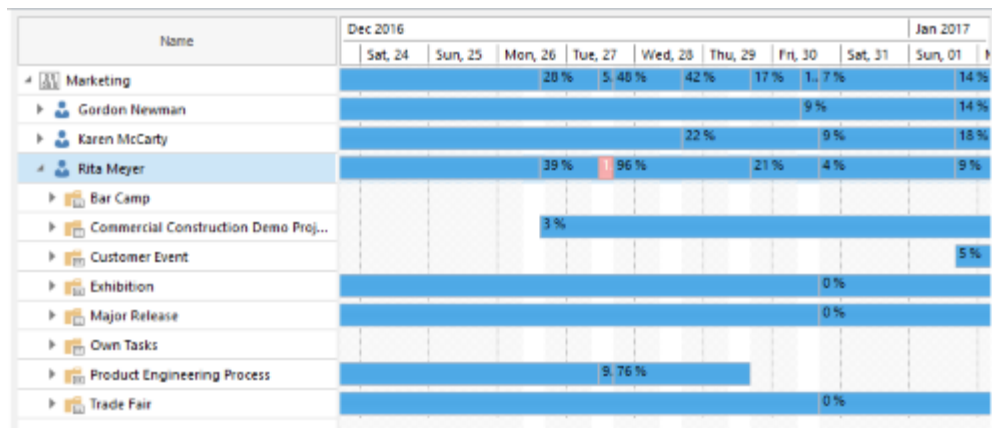 Name
Dec 2016 Jan 2017
Sat, 24 Sun, 25 Mon, 26 Tue, 27 Wed, 28 Thu, 29 Fri, 30 Sat, 31 Sun, 01
Marketing 28 % 5. 48 % 42 % 17 % 1.. 7 % 14 %
Gordon Newman 9 % 14 %
Karen McCarty 22 % 9 % 18 %
Rita Meyer 39 % 1. 96 % 21 % 4 % 9 %
Bar Camp
Commercial Construction Demo Proj... 3 %
Customer Event 5 %
Exhibition 0 %
Major Release 0 %
Own Tasks
Product Engineering Process 9. 76 %
Trade Fair 0 %